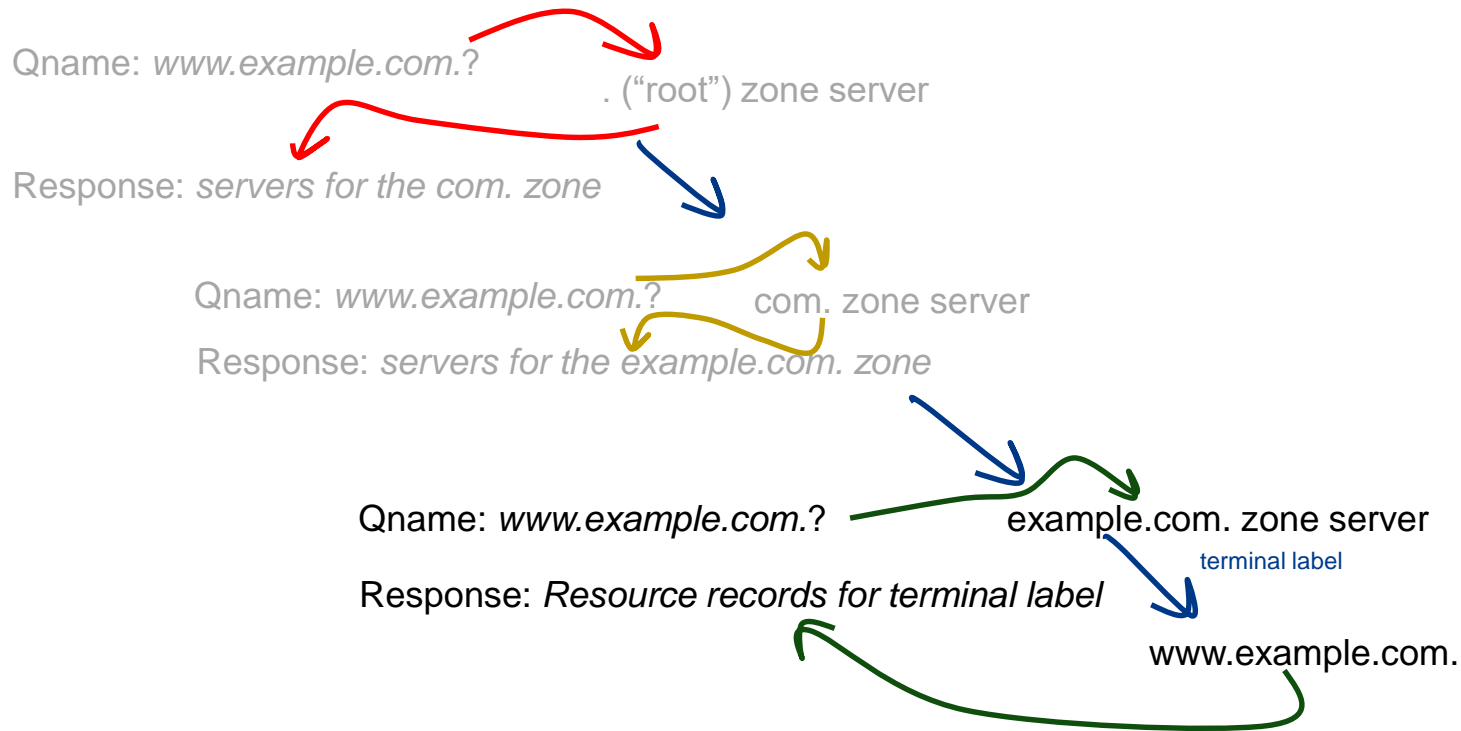 Qname: www.example.com.?
. (“root”) zone server
Response: servers for the com. zone
Qname: www.example.com.?
com. zone server
Response: servers for the example.com. zone
Qname: www.example.com.?
example.com. zone server
terminal label
Response: Resource records for terminal label
www.example.com.